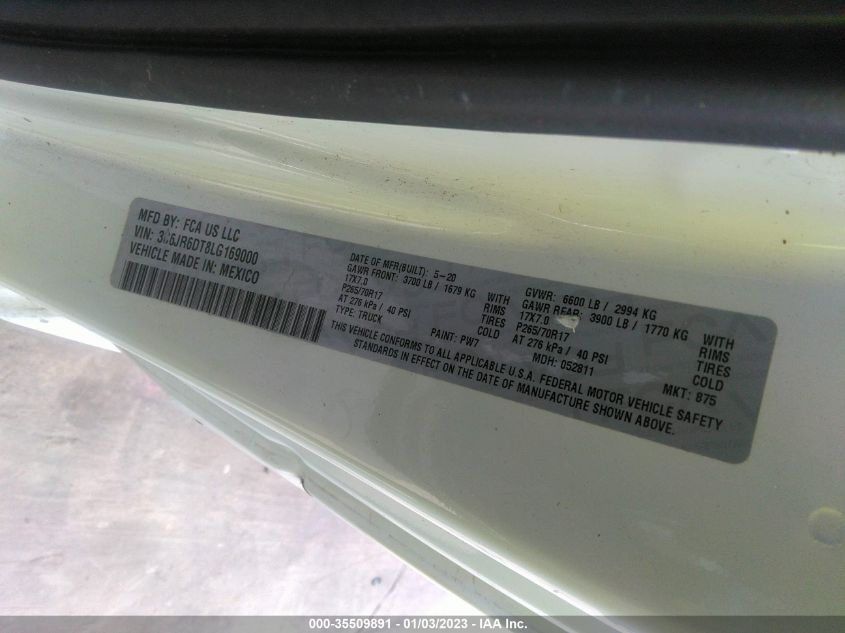 MFD BY: FCA US LLC
VIN: 3C6JR6DT8LG169000
VEHICLE MADE IN: MEXICO
DATE OF MFR(BUILT): 5-20
GAWR FRONT: 3700 LB / 1679 KG WITH
17X7.0 RIMS
P265/70R17 TIRES
AT 276 kPa / 40 PSI COLD
TYPE: TRUCK PAINT: PW7
GVWR: 6600 LB / 2994 KG
GAWR REAR: 3900 LB / 1770 KG WITH
17X7.0 RIMS
P265/70R17 TIRES
AT 276 kPa / 40 PSI COLD
MDH: 052811 MKT: 875
THIS VEHICLE CONFORMS TO ALL APPLICABLE U.S.A. FEDERAL MOTOR VEHICLE SAFETY
STANDARDS IN EFFECT ON THE DATE OF MANUFACTURE SHOWN ABOVE.
000-35509891 - 01/03/2023 - IAA Inc.